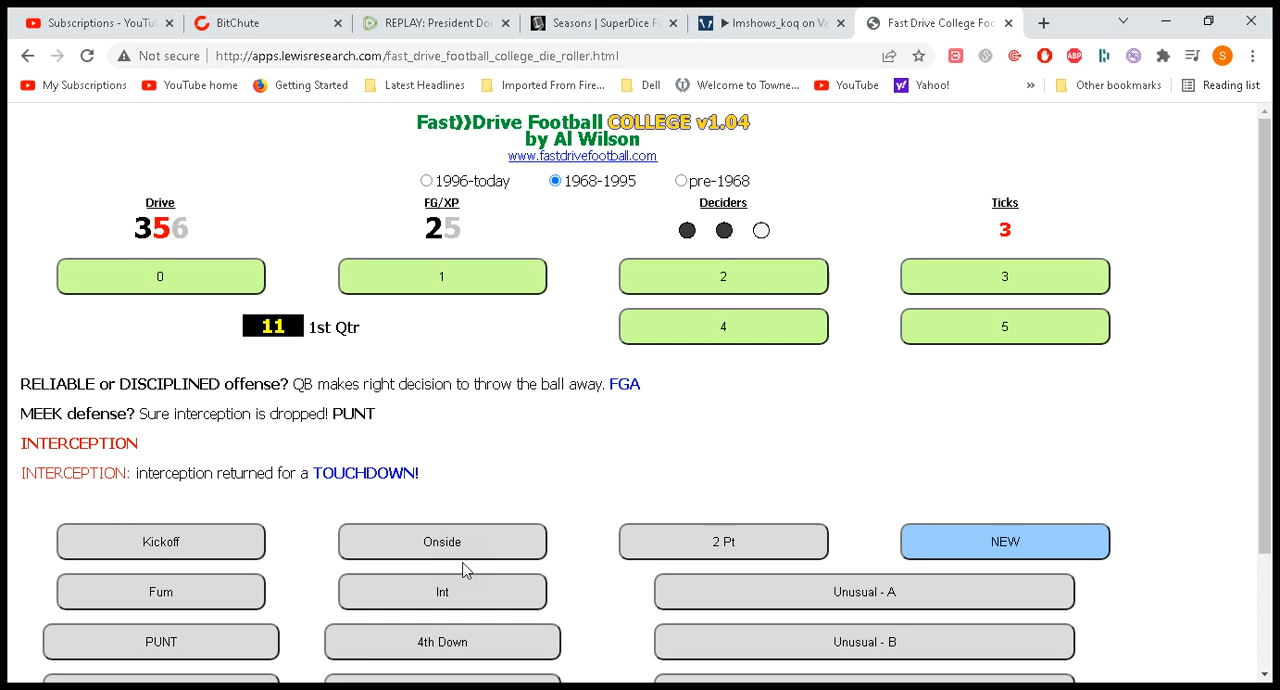 Subscriptions - YouTu
BitChute
REPLAY: President Do
Seasons | SuperDice F
▶ Imshows_koq on Va
Fast Drive College Foo
Not secure | http://apps.lewisresearch.com/fast_drive_football_college_die_roller.html
My Subscriptions YouTube home Getting Started Latest Headlines Imported From Fire... Dell Welcome to Towne... YouTube Yahoo! » Other bookmarks Reading list
Fast))Drive Football COLLEGE v1.04
by Al Wilson
www.fastdrivefootball.com
1996-today 1968-1995 pre-1968
Drive FG/XP Deciders Ticks
356 25 3
0 1 2 3
11 1st Qtr 4 5
RELIABLE or DISCIPLINED offense? QB makes right decision to throw the ball away. FGA
MEEK defense? Sure interception is dropped! PUNT
INTERCEPTION
INTERCEPTION: interception returned for a TOUCHDOWN!
Kickoff Onside 2 Pt NEW
Fum Int Unusual - A
PUNT 4th Down Unusual - B